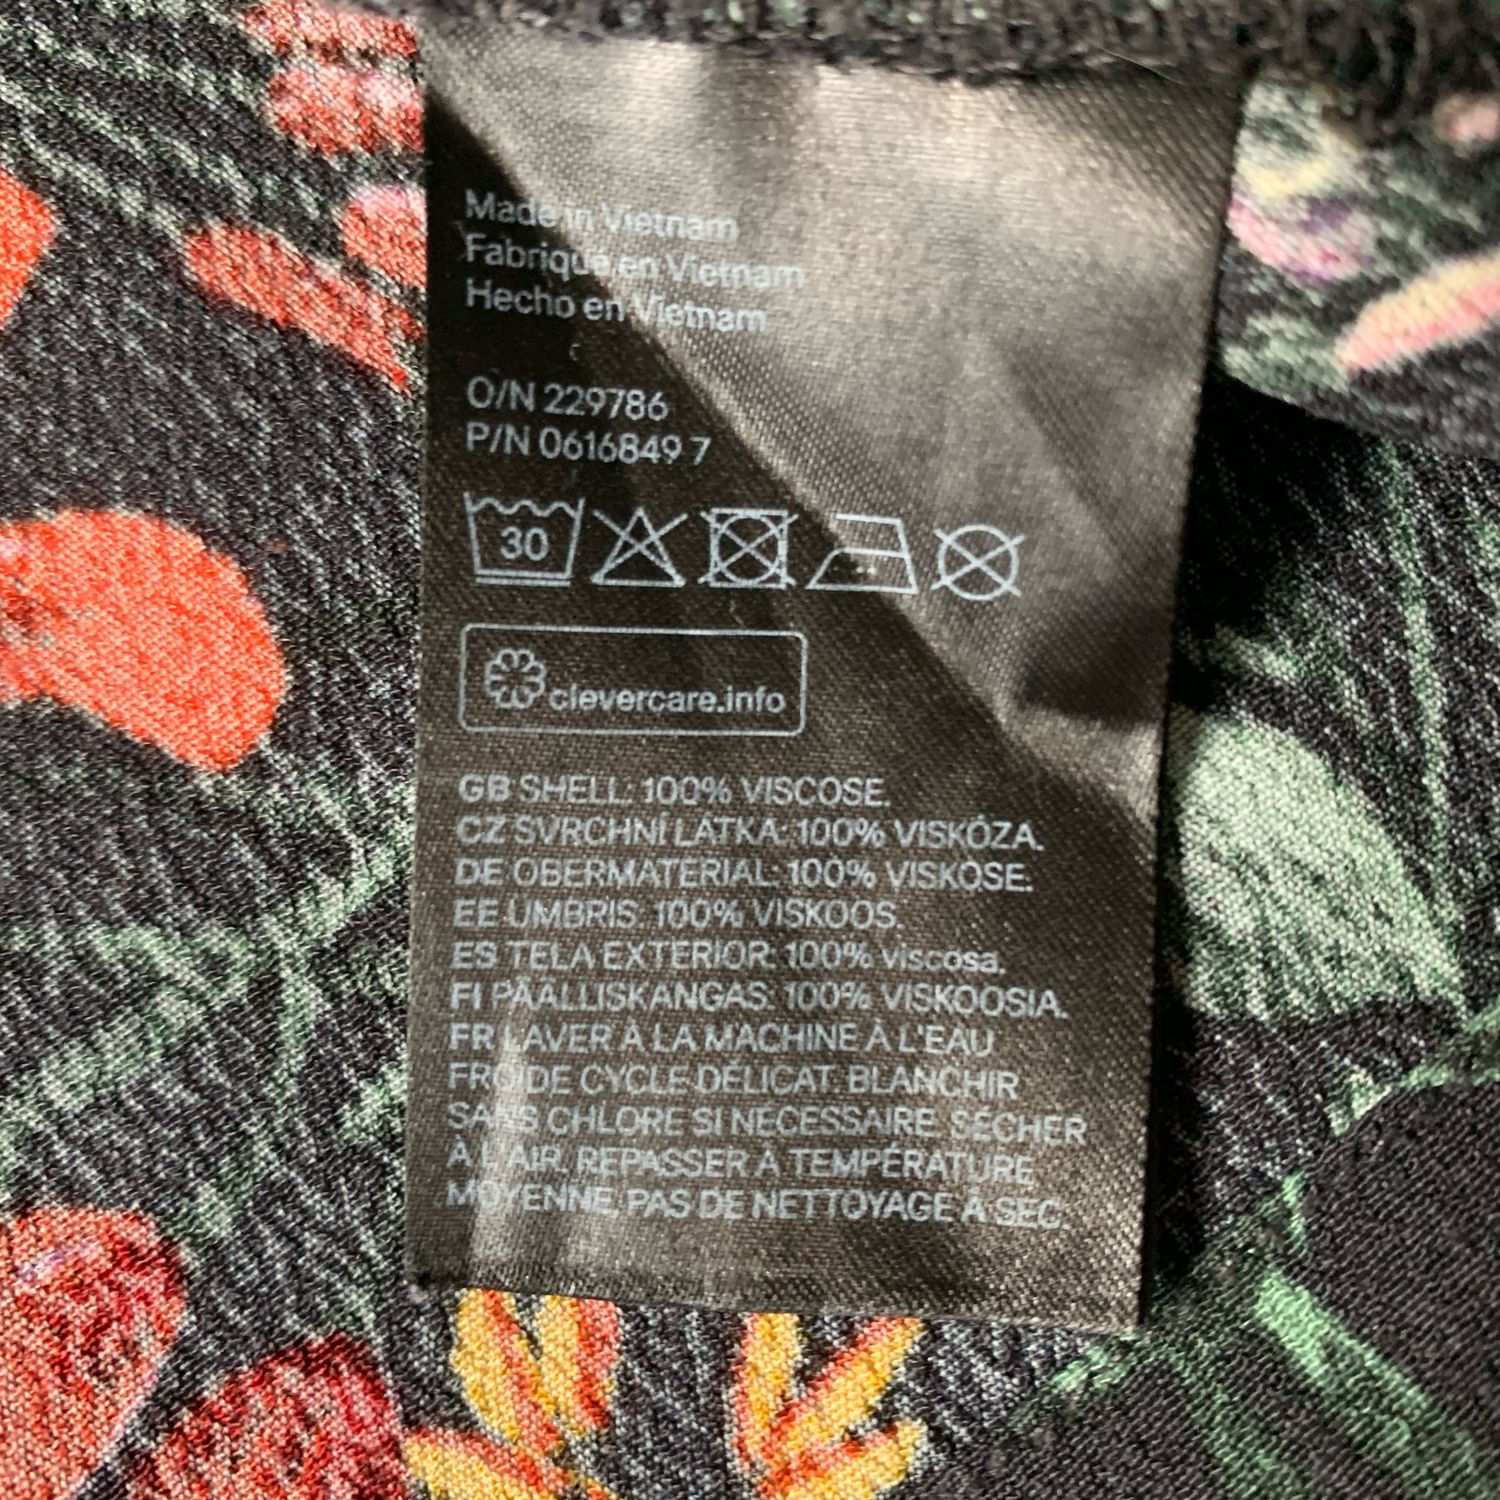 Made in Vietnam
Fabriqué en Vietnam
Hecho en Vietnam
O/N 229786
P/N 0616849 7
30
clevercare.info
GB SHELL: 100% VISCOSE.
CZ SVRCHNÍ LÁTKA: 100% VISKÓZA.
DE OBERMATERIAL: 100% VISKOSE.
EE UMBRIS: 100% VISKOOS.
ES TELA EXTERIOR: 100% viscosa.
FI PÄÄLLISKANGAS: 100% VISKOOSIA.
FR LAVER À LA MACHINE À L'EAU
FROIDE CYCLE DÉLICAT. BLANCHIR
SANS CHLORE SI NÉCESSAIRE. SÉCHER
À L'AIR. REPASSER À TEMPÉRATURE
MOYENNE. PAS DE NETTOYAGE À SEC.